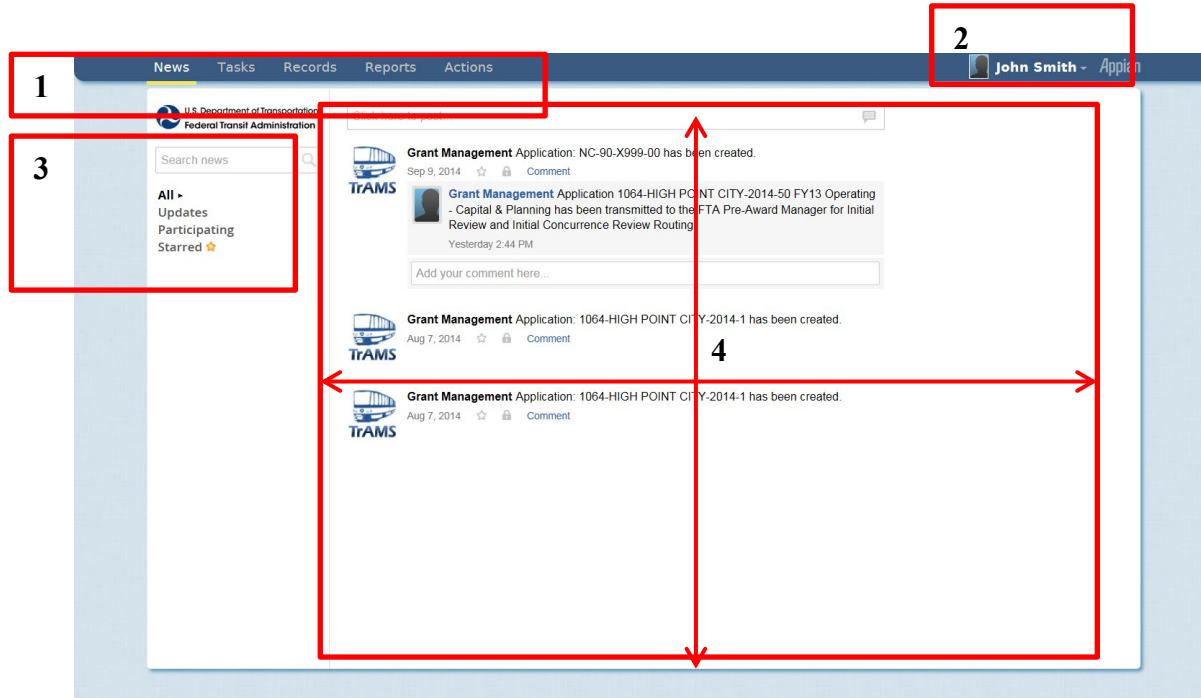 2
News Tasks Records Reports Actions
John Smith Appian
1
U.S. Department of Transportation
Federal Transit Administration
Click here to post...
3
Search news
All
Updates
Participating
Starred
Grant Management Application: NC-90-X999-00 has been created.
Sep 9, 2014 Comment
TrAMS
Grant Management Application 1064-HIGH POINT CITY-2014-50 FY13 Operating
- Capital & Planning has been transmitted to the FTA Pre-Award Manager for Initial
Review and Initial Concurrence Review Routing
Yesterday 2:44 PM
Add your comment here...
Grant Management Application: 1064-HIGH POINT CITY-2014-1 has been created.
Aug 7, 2014 Comment
TrAMS
4
Grant Management Application: 1064-HIGH POINT CITY-2014-1 has been created.
Aug 7, 2014 Comment
TrAMS